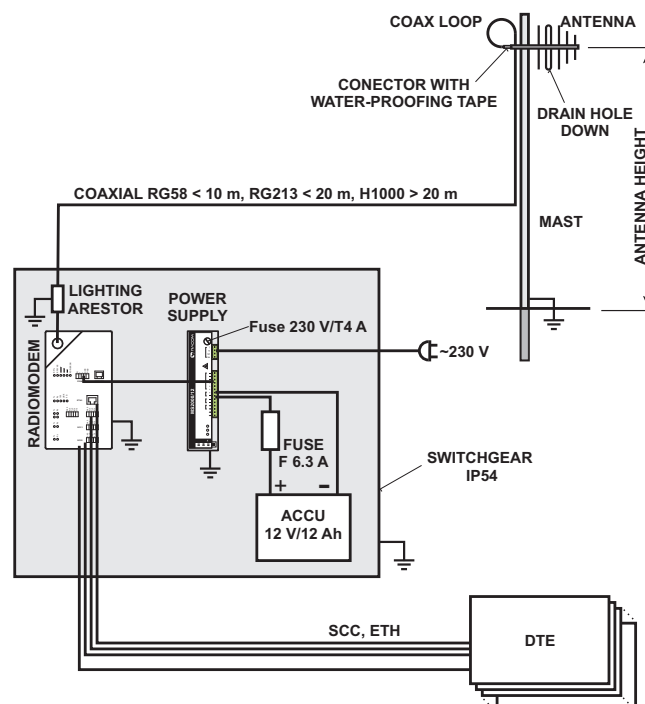 COAX LOOP
ANTENNA
CONECTOR WITH
WATER-PROOFING TAPE
DRAIN HOLE
DOWN
ANTENNA HEIGHT
COAXIAL RG58 < 10 m, RG213 < 20 m, H1000 > 20 m
MAST
LIGHTING
ARESTOR
POWER
SUPPLY
Fuse 230 V/T4 A
~230 V
RADIOMODEM
FUSE
F 6.3 A
SWITCHGEAR
IP54
+ –
ACCU
12 V/12 Ah
SCC, ETH
DTE